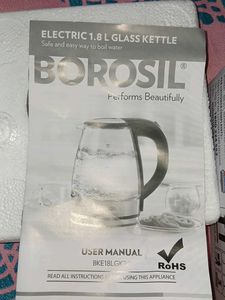 ELECTRIC 1.8 L GLASS KETTLE
Safe and easy way to boil water
BOROSIL®
Performs Beautifully
USER MANUAL
RoHS
READ ALL INSTRUCTIONS USING THIS APPLIANCE